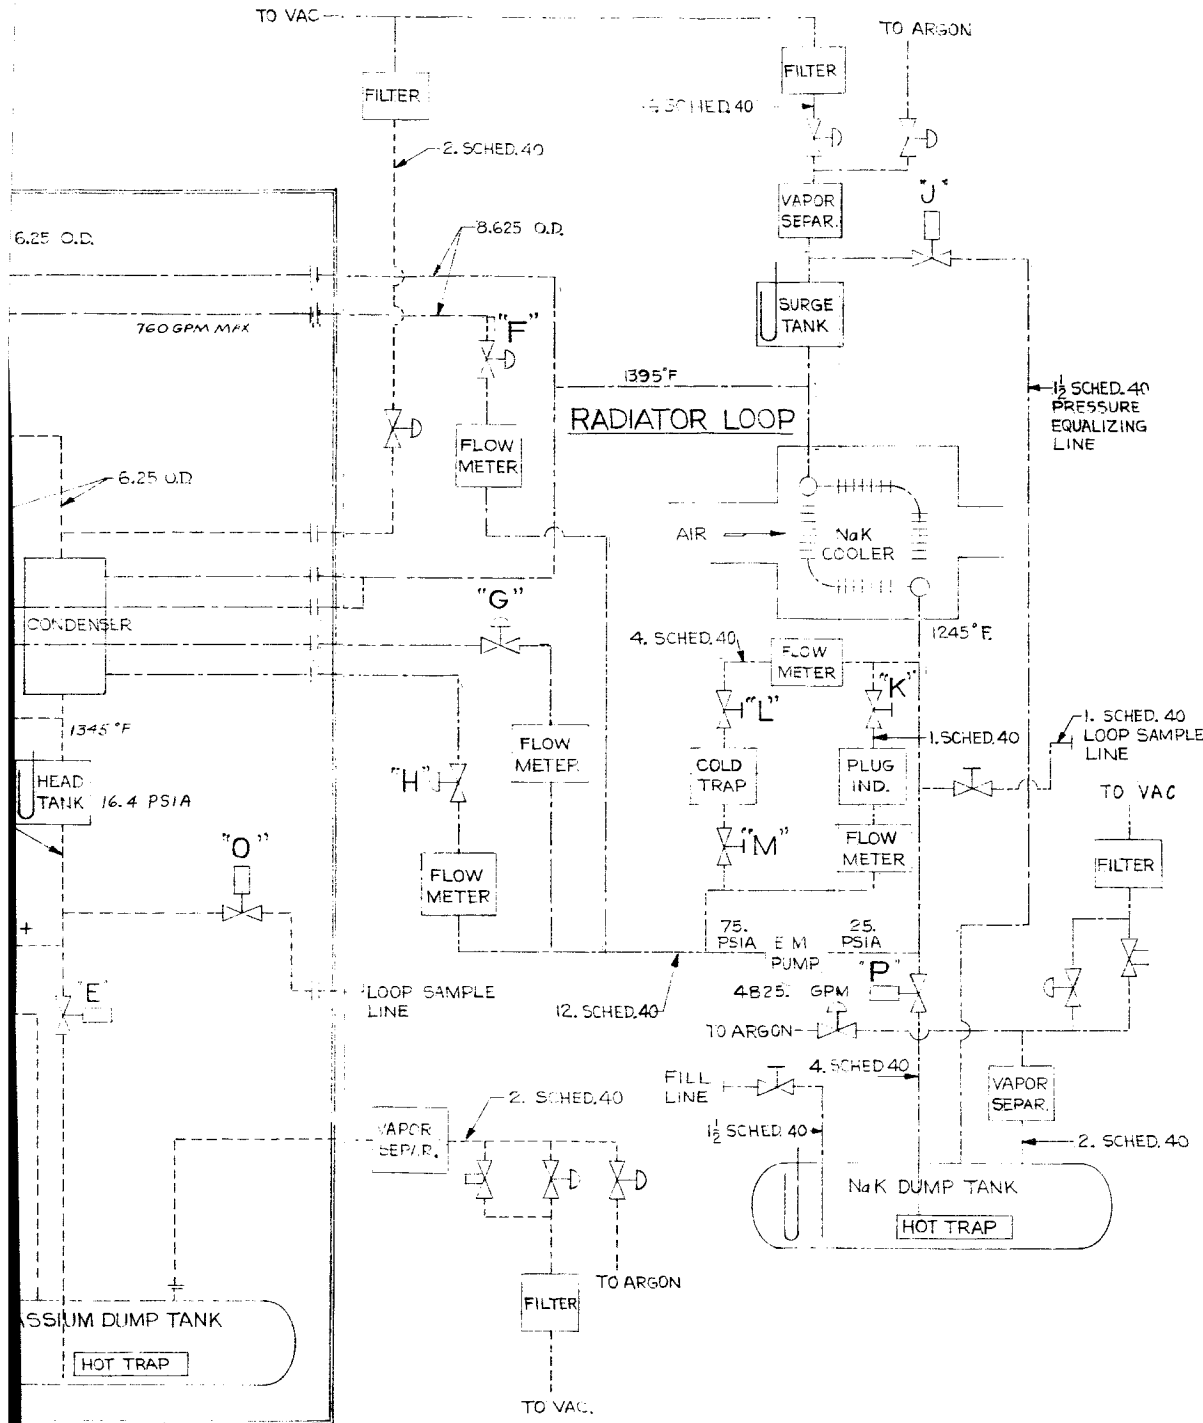 TO VAC
TO ARGON
FILTER
FILTER
SCHED. 40
2. SCHED. 40
"J"
VAPOR
SEPAR.
6.25 O.D.
8.625 O.D.
760 GPM MAX
"F"
SURGE
TANK
1395°F
1½ SCHED. 40
PRESSURE
EQUALIZING
LINE
RADIATOR LOOP
FLOW
METER
6.25 O.D.
AIR
NaK
COOLER
CONDENSER
"G"
1245°F.
4. SCHED. 40
FLOW
METER
"K"
"L"
1. SCHED. 40
LOOP SAMPLE
LINE
1345°F
1. SCHED. 40
FLOW
METER
"H"
COLD
TRAP
PLUG
IND.
HEAD
TANK
16.4 PSIA
TO VAC
"O"
"M"
FLOW
METER
FILTER
FLOW
METER
+
75.
PSIA
E M
PUMP
25.
PSIA
"P"
"E"
LOOP SAMPLE
LINE
4825. GPM
12. SCHED. 40
TO ARGON
4. SCHED 40
FILL
LINE
VAPOR
SEPAR.
2. SCHED. 40
VAPOR
SEPAR.
1½ SCHED. 40
2. SCHED. 40
NaK DUMP TANK
HOT TRAP
TO ARGON
FILTER
ASSIUM DUMP TANK
HOT TRAP
TO VAC.